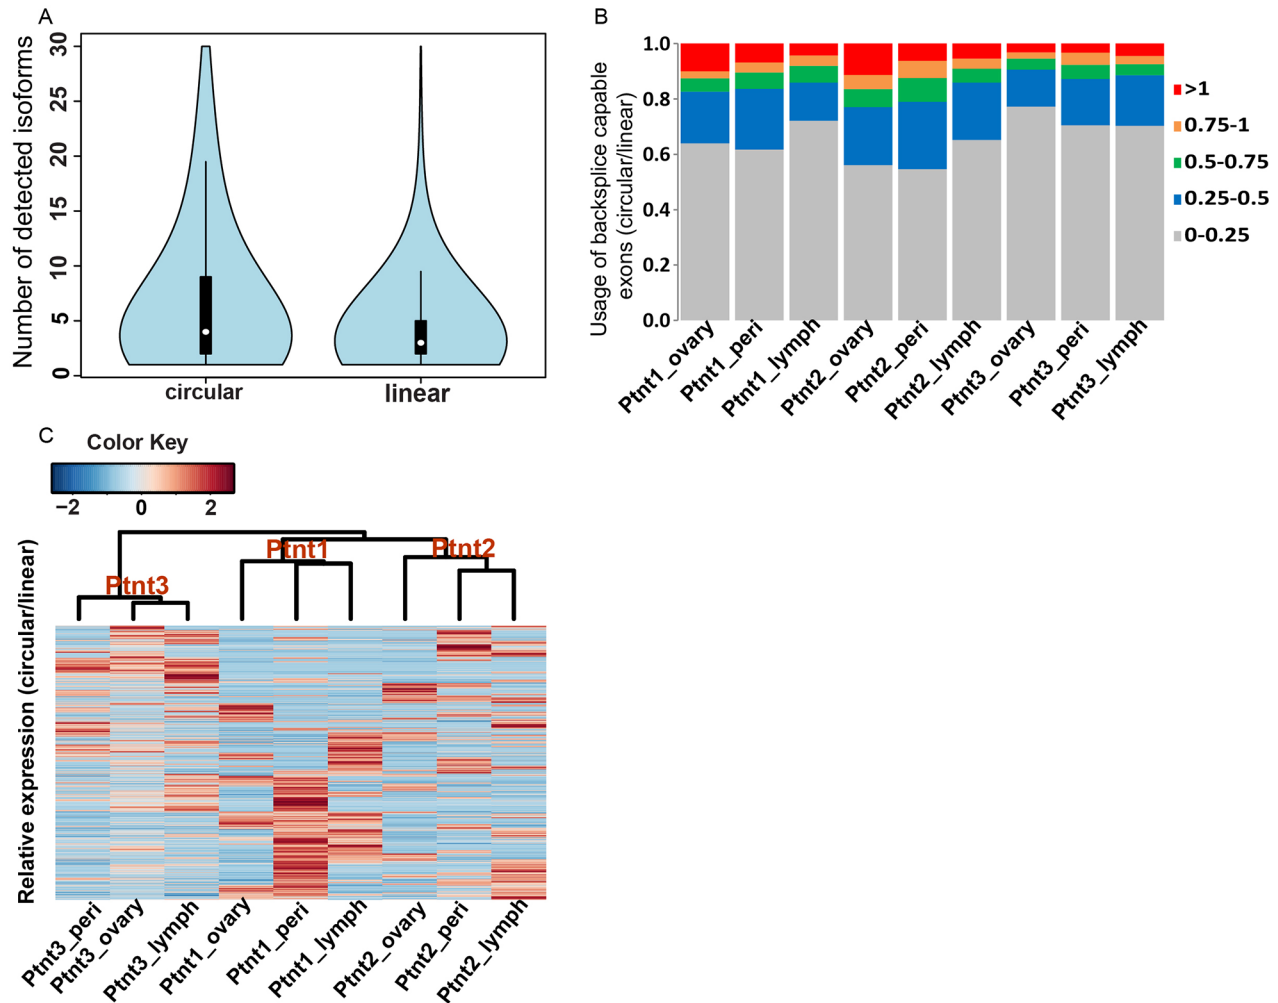 A
Number of detected isoforms
30
25
20
15
10
5
0
circular
linear
B
Usage of backsplice capable
exons (circular/linear)
1.0
0.8
0.6
0.4
0.2
0.0
Ptnt1_ovary
Ptnt1_peri
Ptnt1_lymph
Ptnt2_ovary
Ptnt2_peri
Ptnt2_lymph
Ptnt3_ovary
Ptnt3_peri
Ptnt3_lymph
>1
0.75-1
0.5-0.75
0.25-0.5
0-0.25
C
Color Key
−2 0 2
Ptnt1
Ptnt2
Ptnt3
Relative expression (circular/linear)
Ptnt3_peri
Ptnt3_ovary
Ptnt3_lymph
Ptnt1_ovary
Ptnt1_peri
Ptnt1_lymph
Ptnt2_ovary
Ptnt2_peri
Ptnt2_lymph